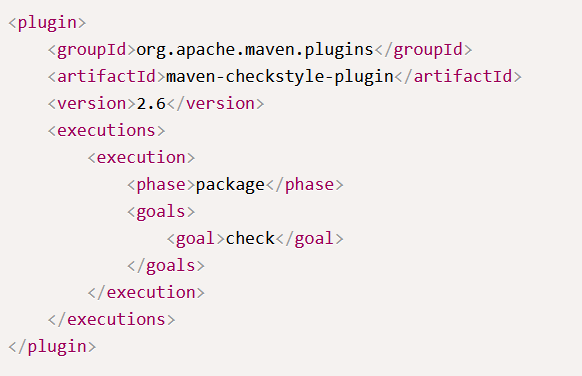 <plugin>
    <groupId>org.apache.maven.plugins</groupId>
    <artifactId>maven-checkstyle-plugin</artifactId>
    <version>2.6</version>
    <executions>
        <execution>
            <phase>package</phase>
            <goals>
                <goal>check</goal>
            </goals>
        </execution>
    </executions>
</plugin>